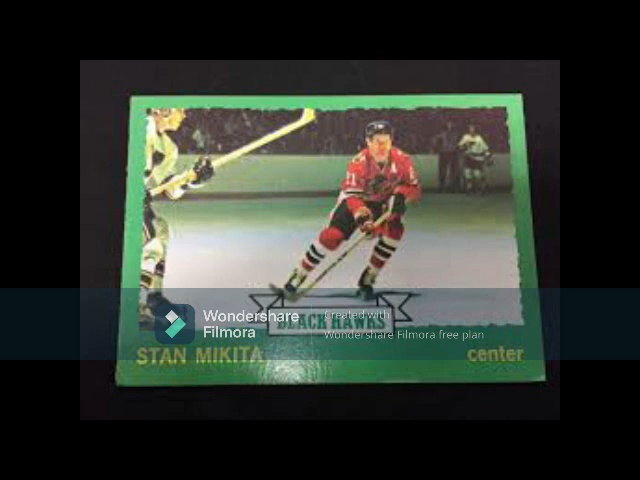 Wondershare
Filmora
Created with
Wondershare Filmora free plan
BLACK HAWKS
STAN MIKITA
center